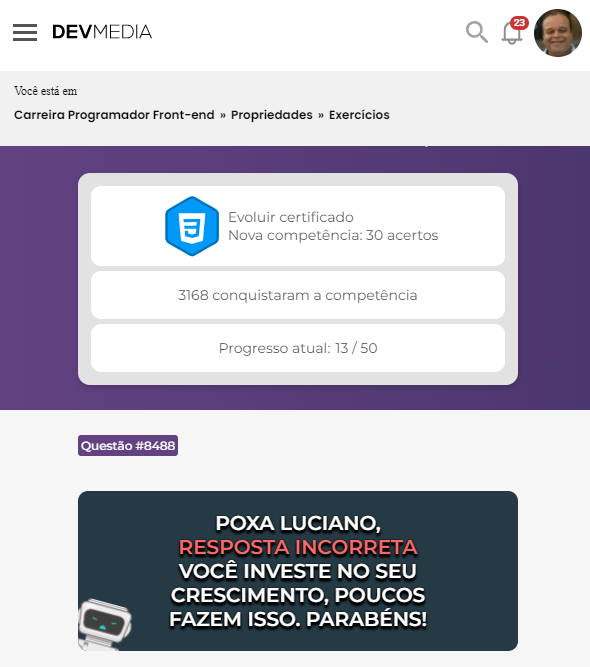 DEVMEDIA
23
Você está em
Carreira Programador Front-end » Propriedades » Exercícios
Evoluir certificado
Nova competência: 30 acertos
3168 conquistaram a competência
Progresso atual: 13 / 50
Questão #8488
POXA LUCIANO,
RESPOSTA INCORRETA
VOCÊ INVESTE NO SEU
CRESCIMENTO, POUCOS
FAZEM ISSO. PARABÉNS!